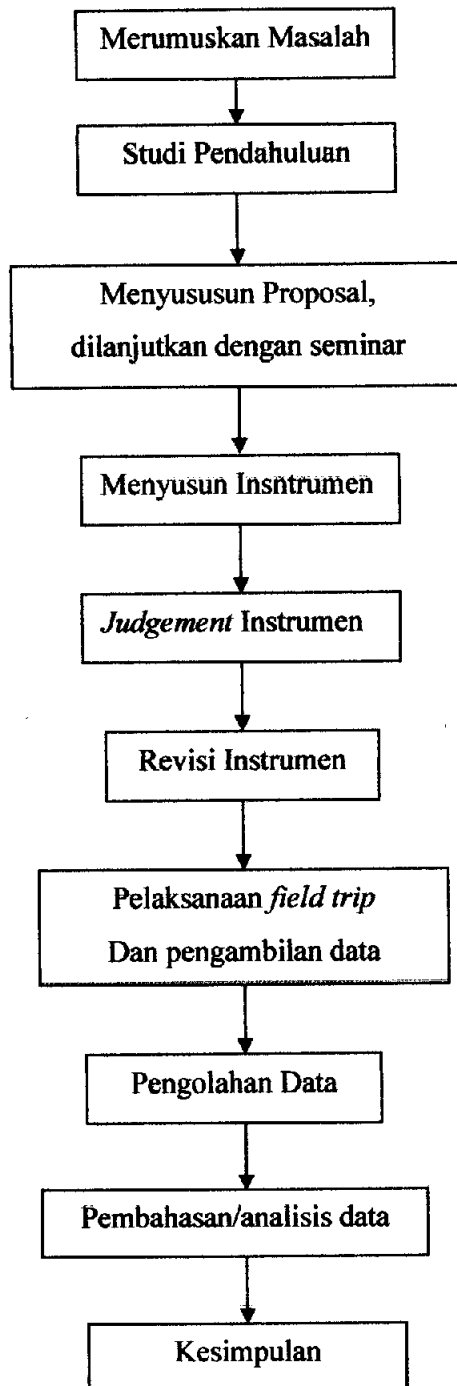 Merumuskan Masalah
Studi Pendahuluan
Menyususun Proposal,
dilanjutkan dengan seminar
Menyusun Insntrumen
Judgement Instrumen
Revisi Instrumen
Pelaksanaan field trip
Dan pengambilan data
Pengolahan Data
Pembahasan/analisis data
Kesimpulan